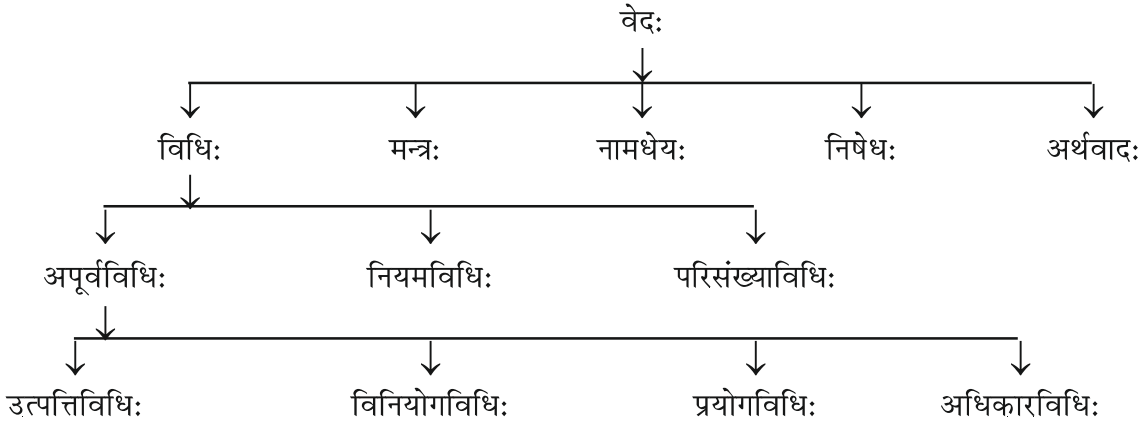 वेदः
विधिः मन्त्रः नामधेयः निषेधः अर्थवादः
अपूर्वविधिः नियमविधिः परिसंख्याविधिः
उत्पत्तिविधिः विनियोगविधिः प्रयोगविधिः अधिकारविधिः